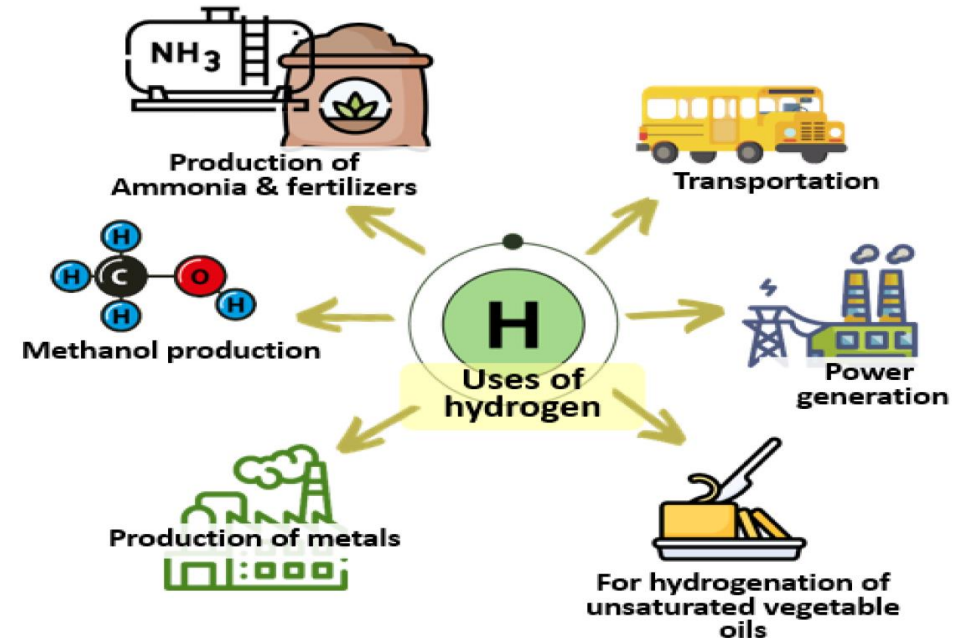 NH3
Production of
Ammonia & fertilizers
Transportation
H
H
C
O
H
H
Methanol production
H
Uses of
hydrogen
Power
generation
Production of metals
For hydrogenation of
unsaturated vegetable
oils